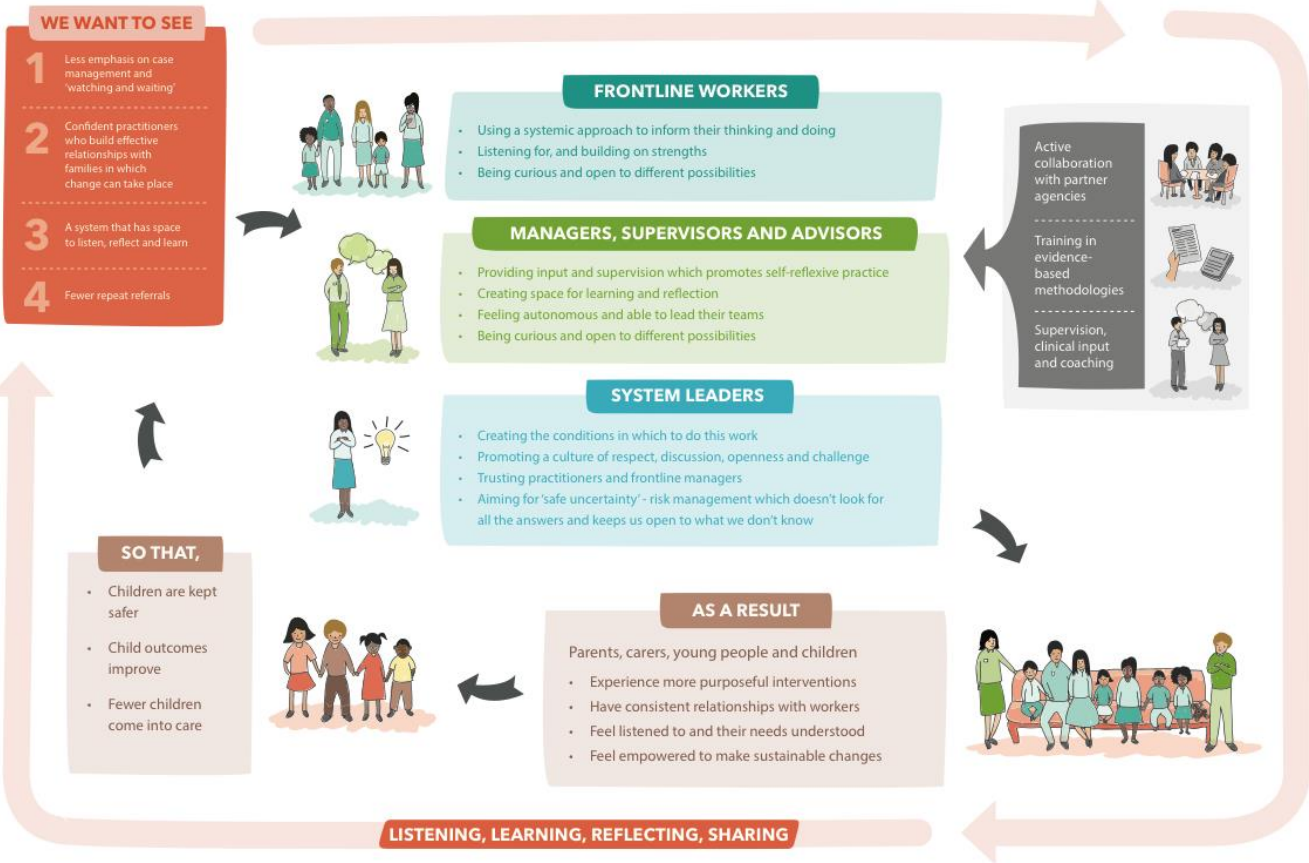 WE WANT TO SEE
1
Less emphasis on case
management and
'watching and waiting'
2
Confident practitioners
who build effective
relationships with
families in which
change can take place
3
A system that has space
to listen, reflect and learn
4
Fewer repeat referrals
FRONTLINE WORKERS
• Using a systemic approach to inform their thinking and doing
• Listening for, and building on strengths
• Being curious and open to different possibilities
MANAGERS, SUPERVISORS AND ADVISORS
• Providing input and supervision which promotes self-reflexive practice
• Creating space for learning and reflection
• Feeling autonomous and able to lead their teams
• Being curious and open to different possibilities
SYSTEM LEADERS
• Creating the conditions in which to do this work
• Promoting a culture of respect, discussion, openness and challenge
• Trusting practitioners and frontline managers
• Aiming for 'safe uncertainty' - risk management which doesn't look for
all the answers and keeps us open to what we don't know
Active
collaboration
with partner
agencies
Training in
evidence-
based
methodologies
Supervision,
clinical input
and coaching
AS A RESULT
Parents, carers, young people and children
• Experience more purposeful interventions
• Have consistent relationships with workers
• Feel listened to and their needs understood
• Feel empowered to make sustainable changes
SO THAT,
• Children are kept
safer
• Child outcomes
improve
• Fewer children
come into care
LISTENING, LEARNING, REFLECTING, SHARING